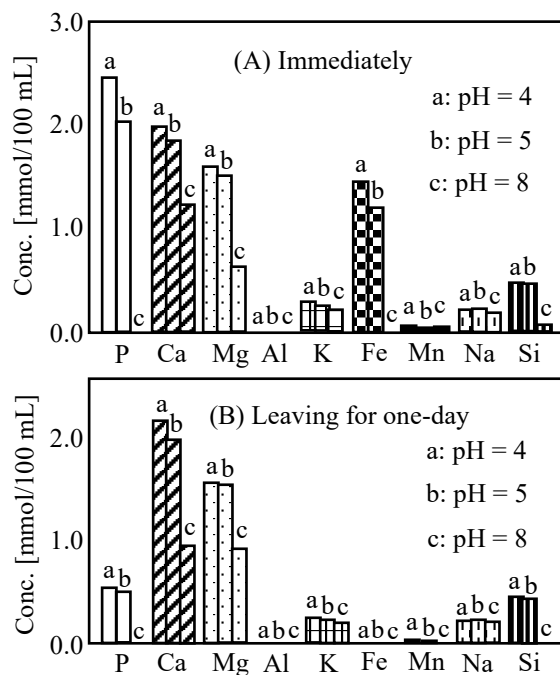 3.0
(A) Immediately
a
b
a: pH = 4
2.0
a b
b: pH = 5
a b
a
c: pH = 8
b
c
1.0
c
a b
a b c
a b c
c
a b c
a b c
c
c
0.0
P Ca Mg Al K Fe Mn Na Si
Conc. [mmol/100 mL]
(B) Leaving for one-day
a
b
2.0
a: pH = 4
a b
b: pH = 5
c
c: pH = 8
1.0
c
a b
a b
a b c
a b c
c
a b c
a b c
a b c
c
0.0
P Ca Mg Al K Fe Mn Na Si
Conc. [mmol/100 mL]